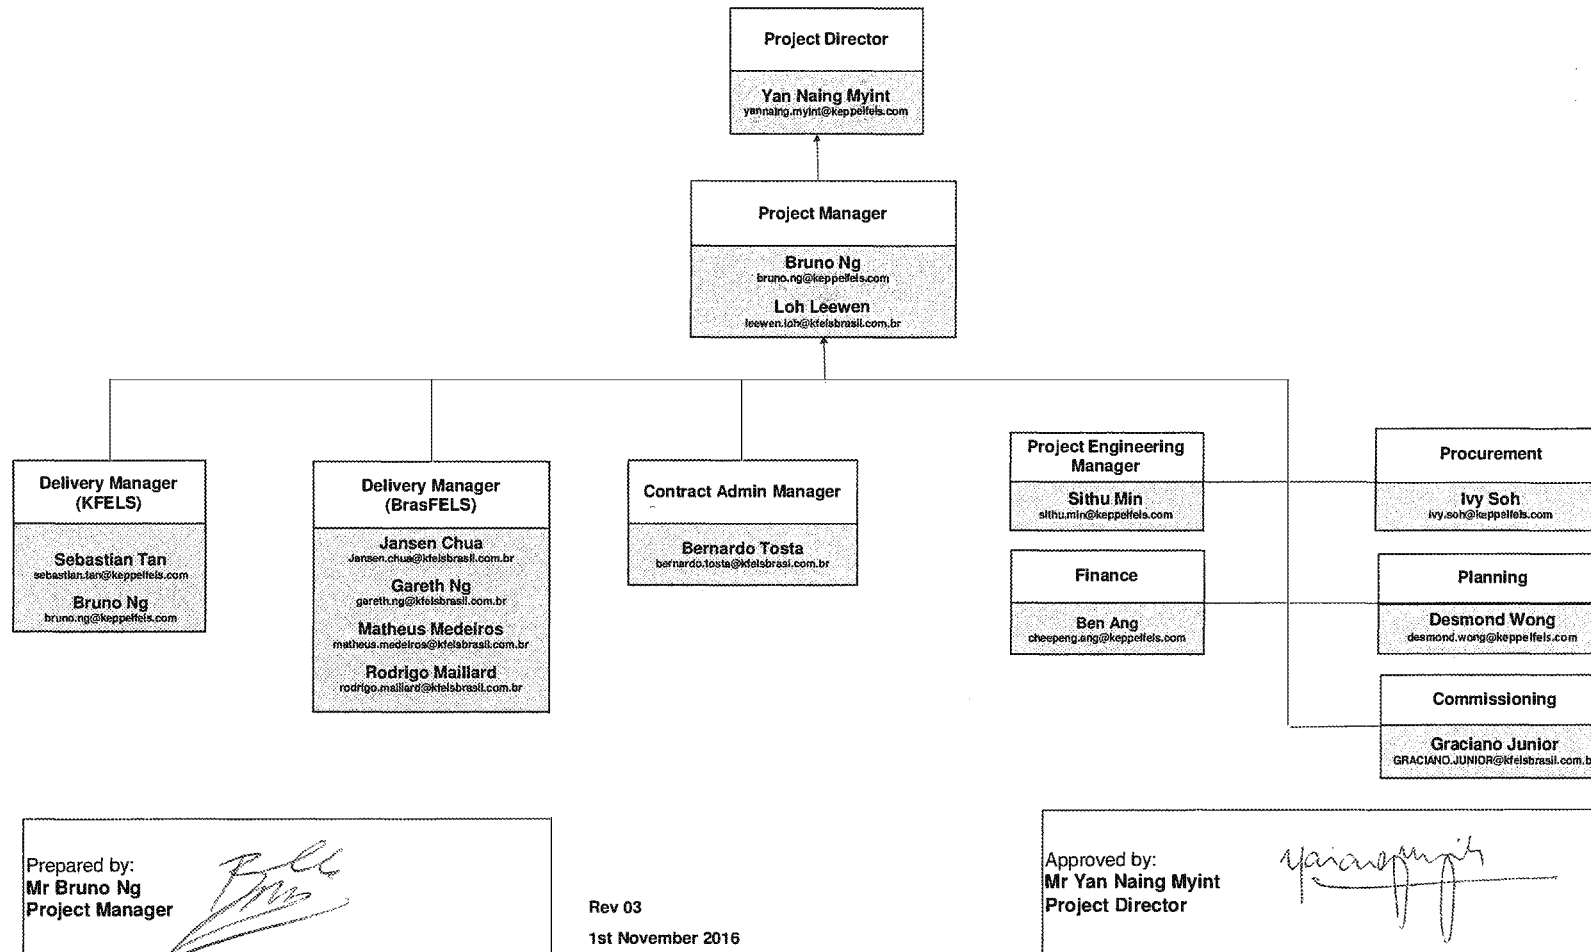 Project Director
Yan Naing Myint
yannaing.myint@keppelfels.com
Project Manager
Bruno Ng
bruno.ng@keppelfels.com
Loh Leewen
leewen.loh@kfelsbrasil.com.br
Delivery Manager
(KFELS)
Sebastian Tan
sebastian.tan@keppelfels.com
Bruno Ng
bruno.ng@keppelfels.com
Delivery Manager
(BrasFELS)
Jansen Chua
Jansen.chua@kfelsbrasil.com.br
Gareth Ng
gareth.ng@kfelsbrasil.com.br
Matheus Medeiros
matheus.medeiros@kfelsbrasil.com.br
Rodrigo Maillard
rodrigo.maillard@kfelsbrasil.com.br
Contract Admin Manager
Bernardo Tosta
bernardo.tosta@kfelsbrasi.com.br
Project Engineering
Manager
Sithu Min
sithu.min@keppelfels.com
Procurement
Ivy Soh
ivy.soh@keppelfels.com
Finance
Ben Ang
cheepeng.ang@keppelfels.com
Planning
Desmond Wong
desmond.wong@keppelfels.com
Commissioning
Graciano Junior
GRACIANO.JUNIOR@kfelsbrasil.com.b
Prepared by:
Mr Bruno Ng
Project Manager
Rev 03
1st November 2016
Approved by:
Mr Yan Naing Myint
Project Director